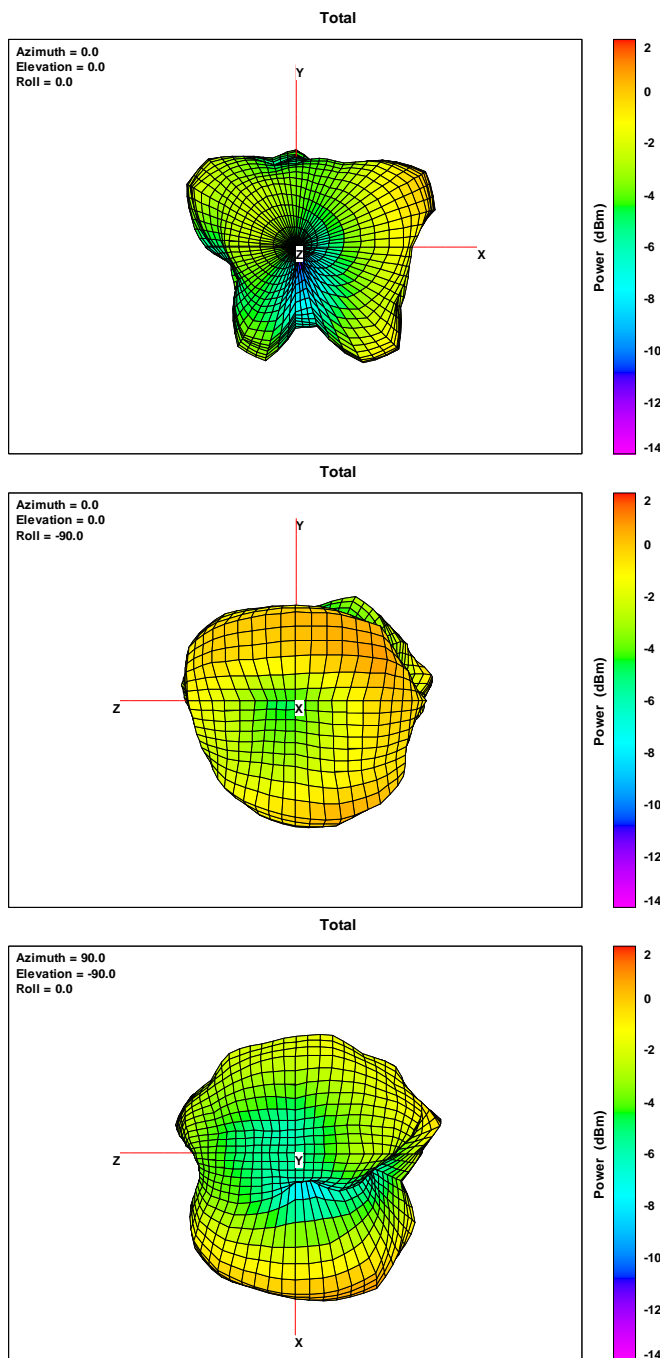 Total
Azimuth = 0.0
Elevation = 0.0
Roll = 0.0
Y
Z
X
2
0
-2
-4
-6
-8
-10
-12
-14
Power (dBm)
Total
Azimuth = 0.0
Elevation = 0.0
Roll = -90.0
Y
Z
X
2
0
-2
-4
-6
-8
-10
-12
-14
Power (dBm)
Total
Azimuth = 90.0
Elevation = -90.0
Roll = 0.0
Z
Y
X
2
0
-2
-4
-6
-8
-10
-12
-14
Power (dBm)